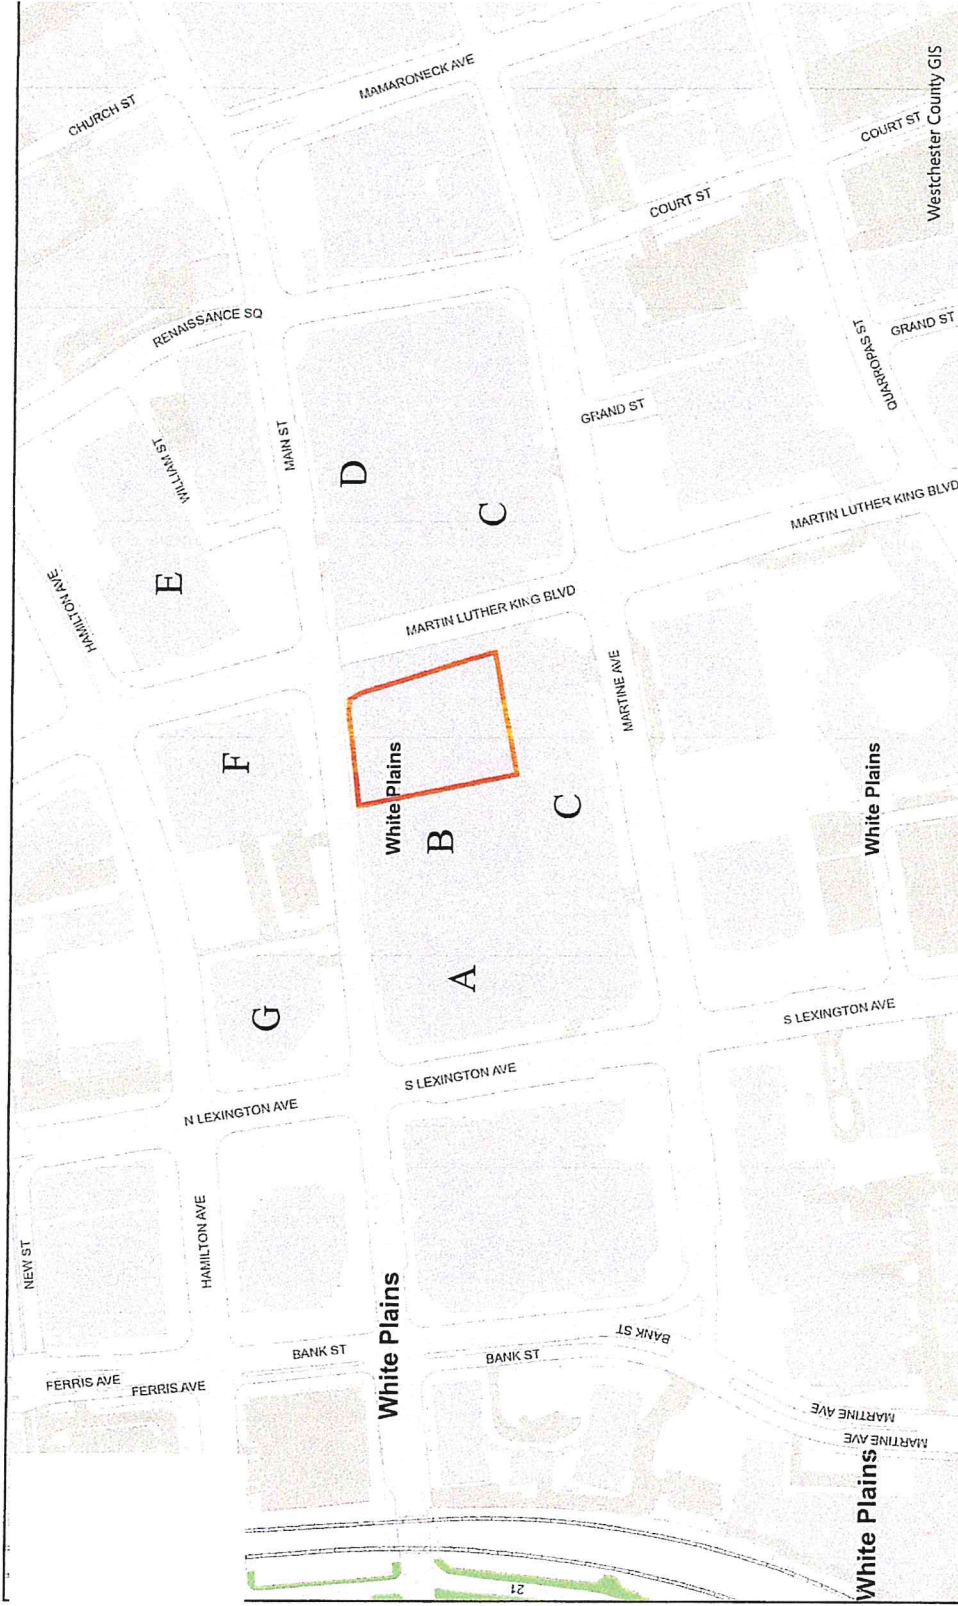 CHURCH ST
MAMARONECK AVE
COURT ST
COURT ST
Westchester County GIS
RENAISSANCE SQ
WILLIAM ST
MAIN ST
GRAND ST
GRAND ST
QUARROPAS ST
HAMILTON AVE
E
D
C
MARTIN LUTHER KING BLVD
MARTIN LUTHER KING BLVD
F
White Plains
B
C
MARTINE AVE
White Plains
G
A
N LEXINGTON AVE
S LEXINGTON AVE
S LEXINGTON AVE
NEW ST
HAMILTON AVE
White Plains
FERRIS AVE
FERRIS AVE
BANK ST
BANK ST
BANK ST
MARTINE AVE
MARTINE AVE
White Plains
21